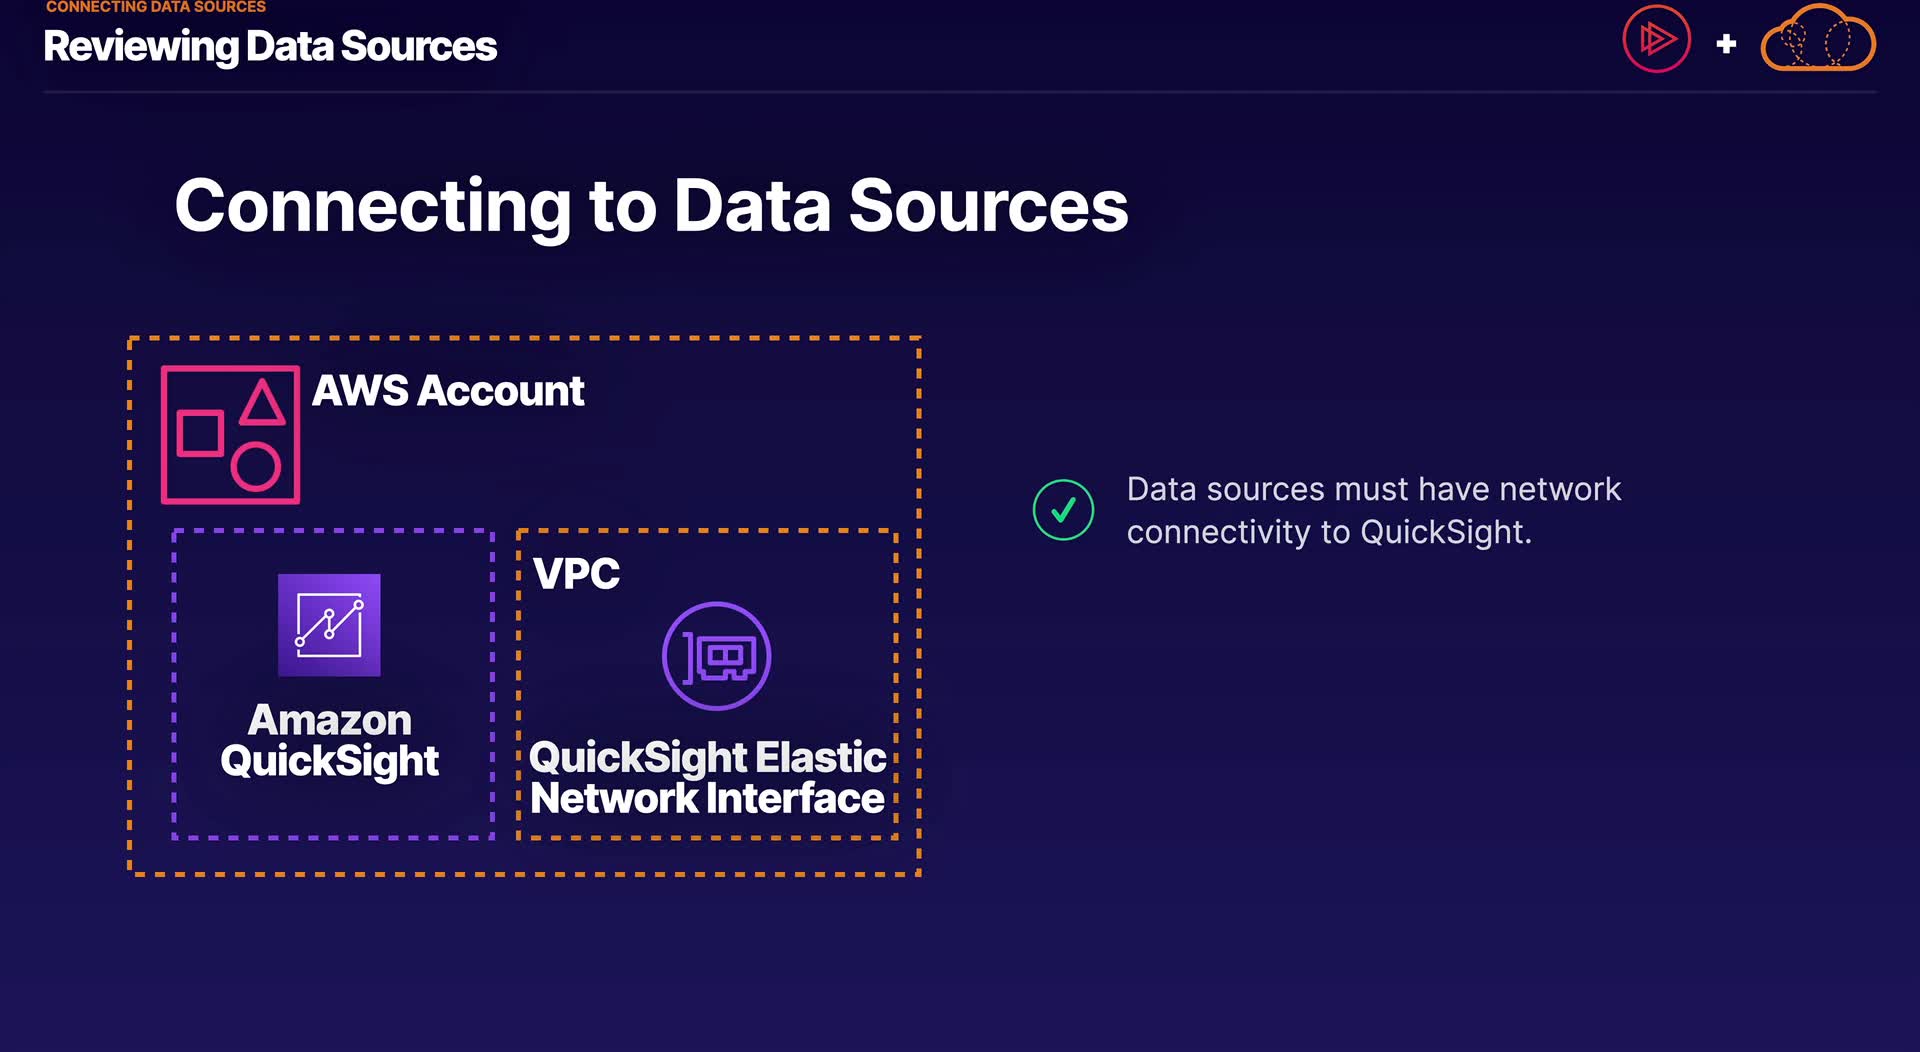 CONNECTING DATA SOURCES
Reviewing Data Sources
+
Connecting to Data Sources
AWS Account
Amazon
QuickSight
VPC
QuickSight Elastic
Network Interface
Data sources must have network
connectivity to QuickSight.